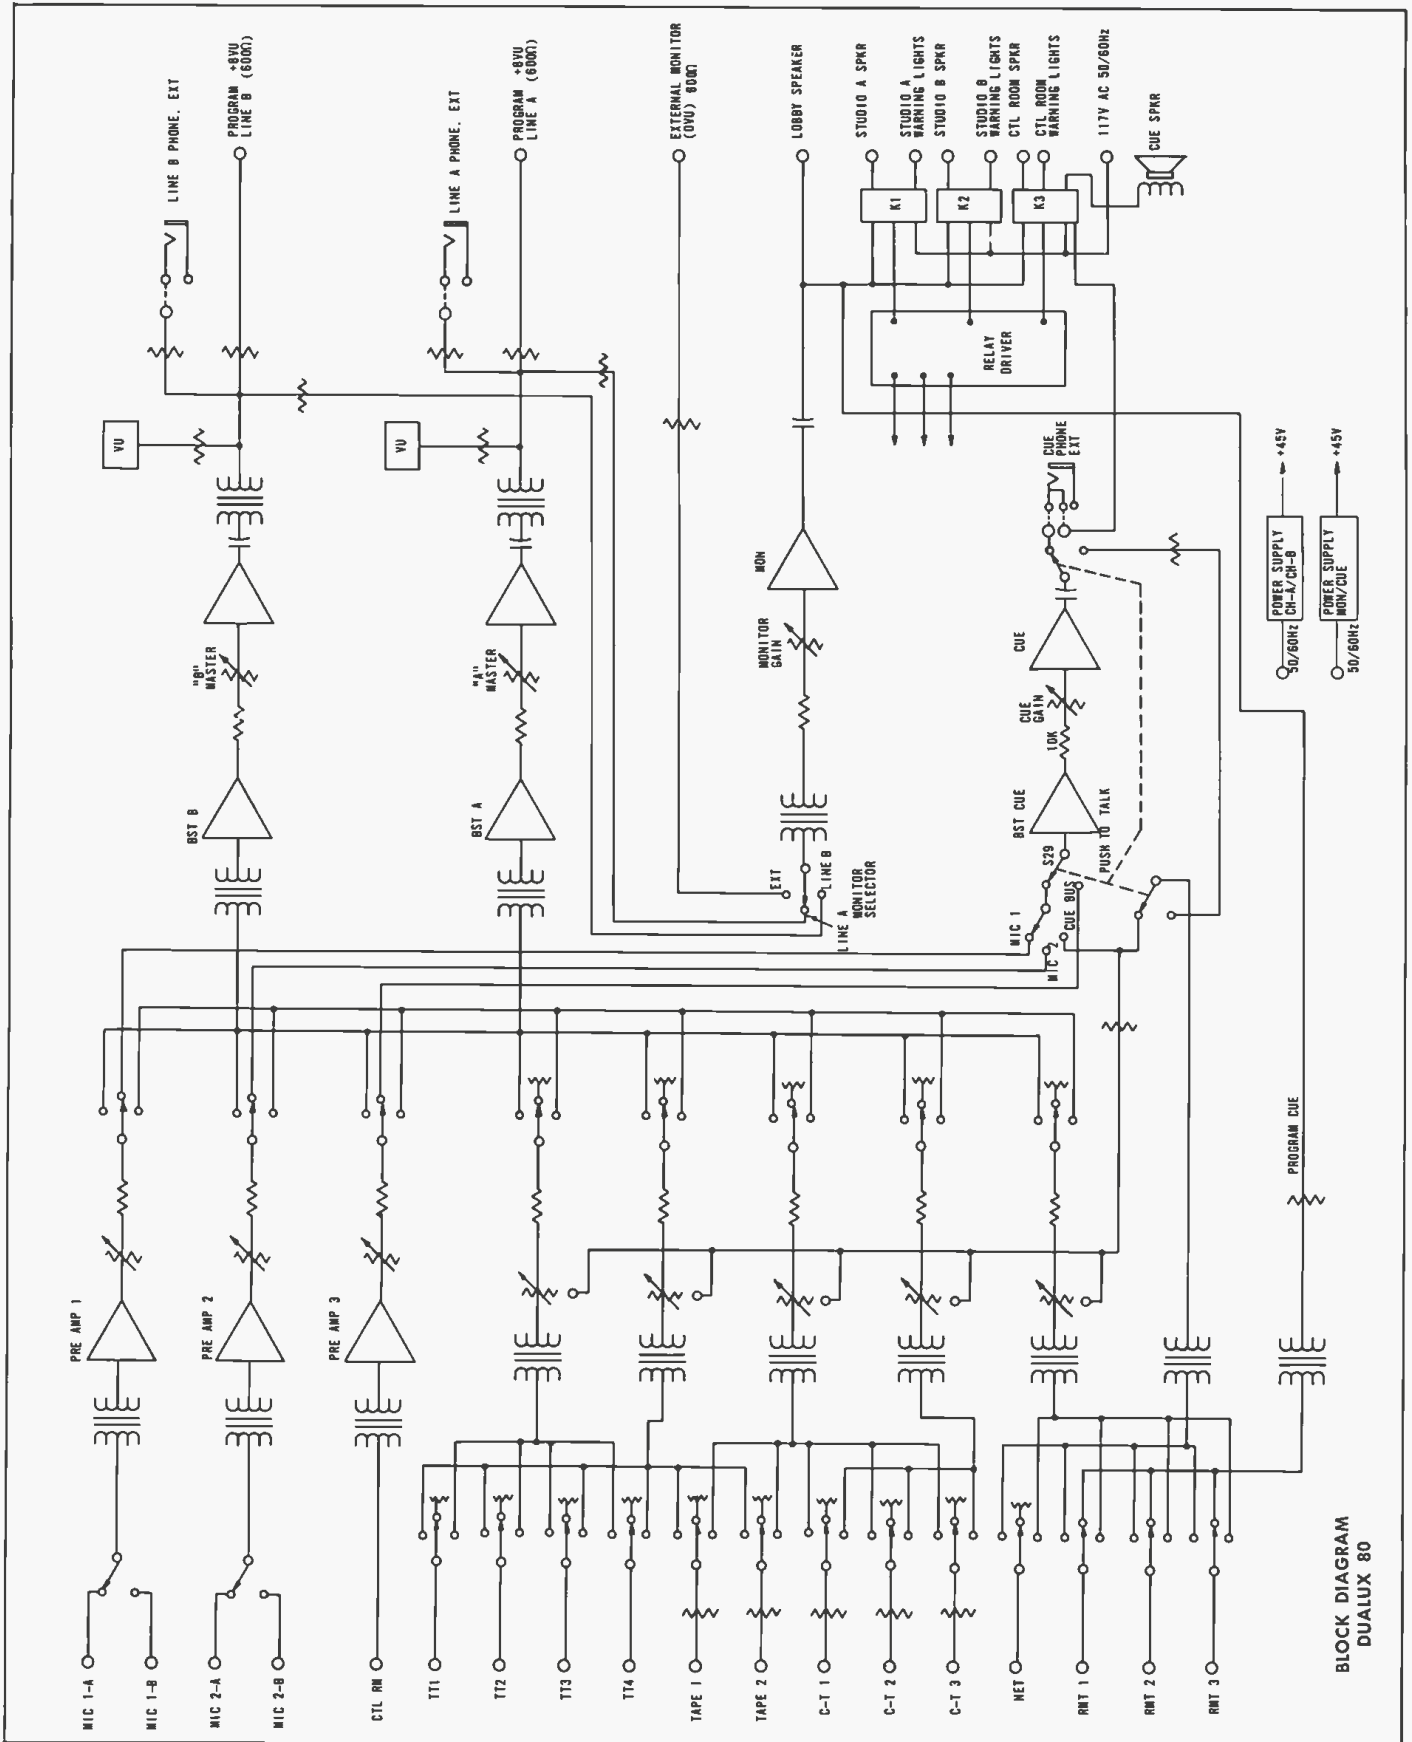 LINE B PHONE. EXT
PROGRAM +8VU
LINE B (600Ω)
LINE A PHONE. EXT
PROGRAM +8VU
LINE A (600Ω)
EXTERNAL MONITOR
(0VU) 600Ω
LOBBY SPEAKER
STUDIO A SPKR
STUDIO A
WARNING LIGHTS
STUDIO B SPKR
STUDIO B
WARNING LIGHTS
CTL ROOM SPKR
CTL ROOM
WARNING LIGHTS
117V AC 50/60Hz
CUE SPKR
K1
K2
K3
RELAY
DRIVER
VU
VU
CUE
PHONE
EXT
+45V
+45V
POWER SUPPLY
CH-A/CH-B
POWER SUPPLY
MON/CUE
50/60Hz
50/60Hz
"B"
MASTER
"A"
MASTER
MON
MONITOR
GAIN
CUE
CUE
GAIN
10K
BST B
BST A
BST CUE
PUSH TO TALK
S29
EXT
LINE B
LINE A
MONITOR
SELECTOR
MIC 1
MIC 2
CUE BUS
PROGRAM CUE
PRE AMP 1
PRE AMP 2
PRE AMP 3
MIC 1-A
MIC 1-B
MIC 2-A
MIC 2-B
CTL RM
TT1
TT2
TT3
TT4
TAPE 1
TAPE 2
C-T 1
C-T 2
C-T 3
NET
RMT 1
RMT 2
RMT 3
BLOCK DIAGRAM
DUALUX 80